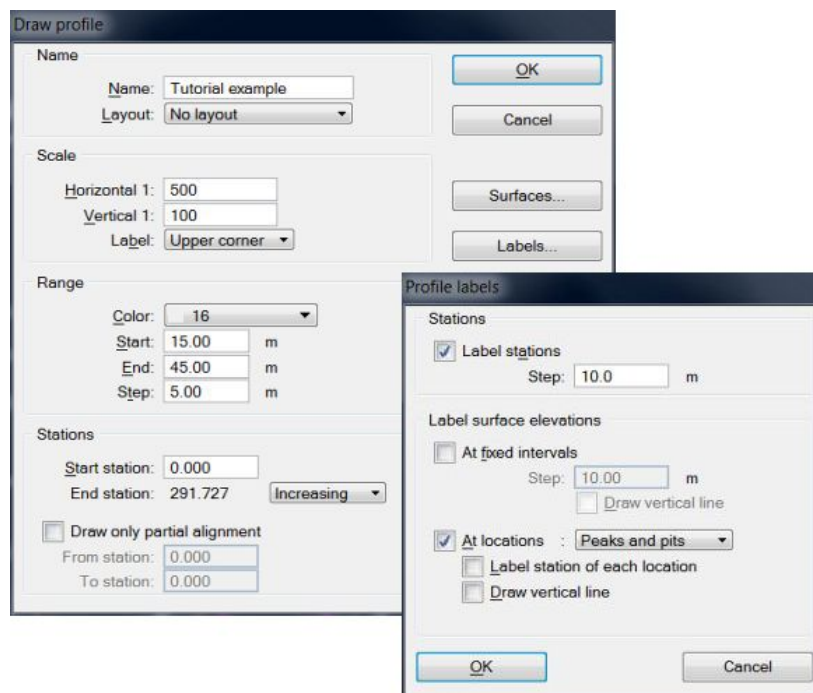 Draw profile
Name
Name: Tutorial example
Layout: No layout
OK
Cancel
Scale
Horizontal 1: 500
Vertical 1: 100
Label: Upper corner
Surfaces...
Labels...
Range
Color: 16
Start: 15.00 m
End: 45.00 m
Step: 5.00 m
Stations
Start station: 0.000
End station: 291.727 Increasing
Draw only partial alignment
From station: 0.000
To station: 0.000
Profile labels
Stations
Label stations
Step: 10.0 m
Label surface elevations
At fixed intervals
Step: 10.00 m
Draw vertical line
At locations : Peaks and pits
Label station of each location
Draw vertical line
OK
Cancel